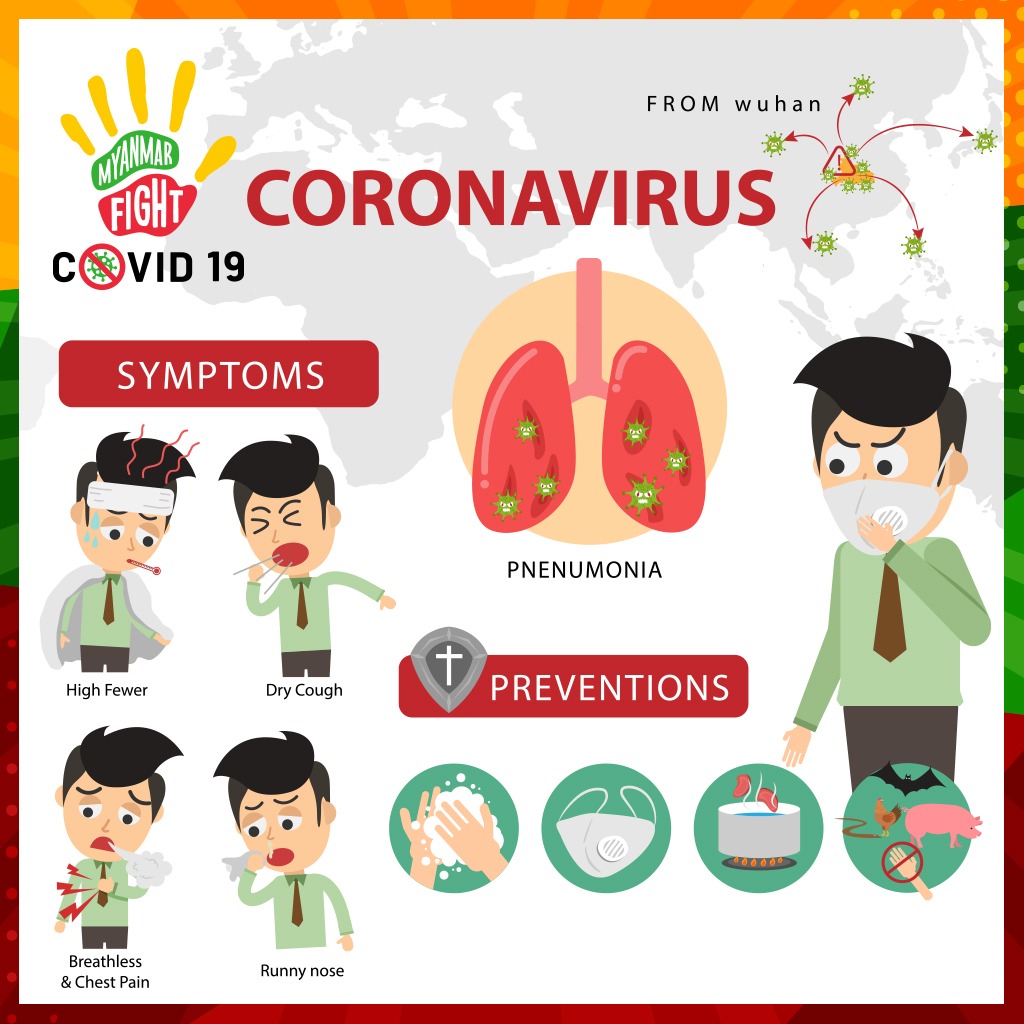 MYANMAR
FIGHT
COVID 19
FROM wuhan
CORONAVIRUS
SYMPTOMS
High Fewer
Dry Cough
Breathless
& Chest Pain
Runny nose
PNENUMONIA
PREVENTIONS